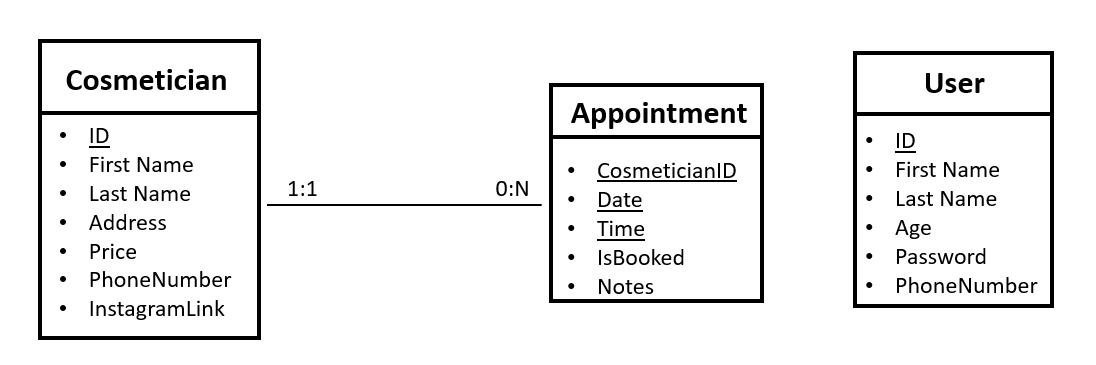 Cosmetician
• ID
• First Name
• Last Name
• Address
• Price
• PhoneNumber
• InstagramLink
1:1
0:N
Appointment
• CosmeticianID
• Date
• Time
• IsBooked
• Notes
User
• ID
• First Name
• Last Name
• Age
• Password
• PhoneNumber